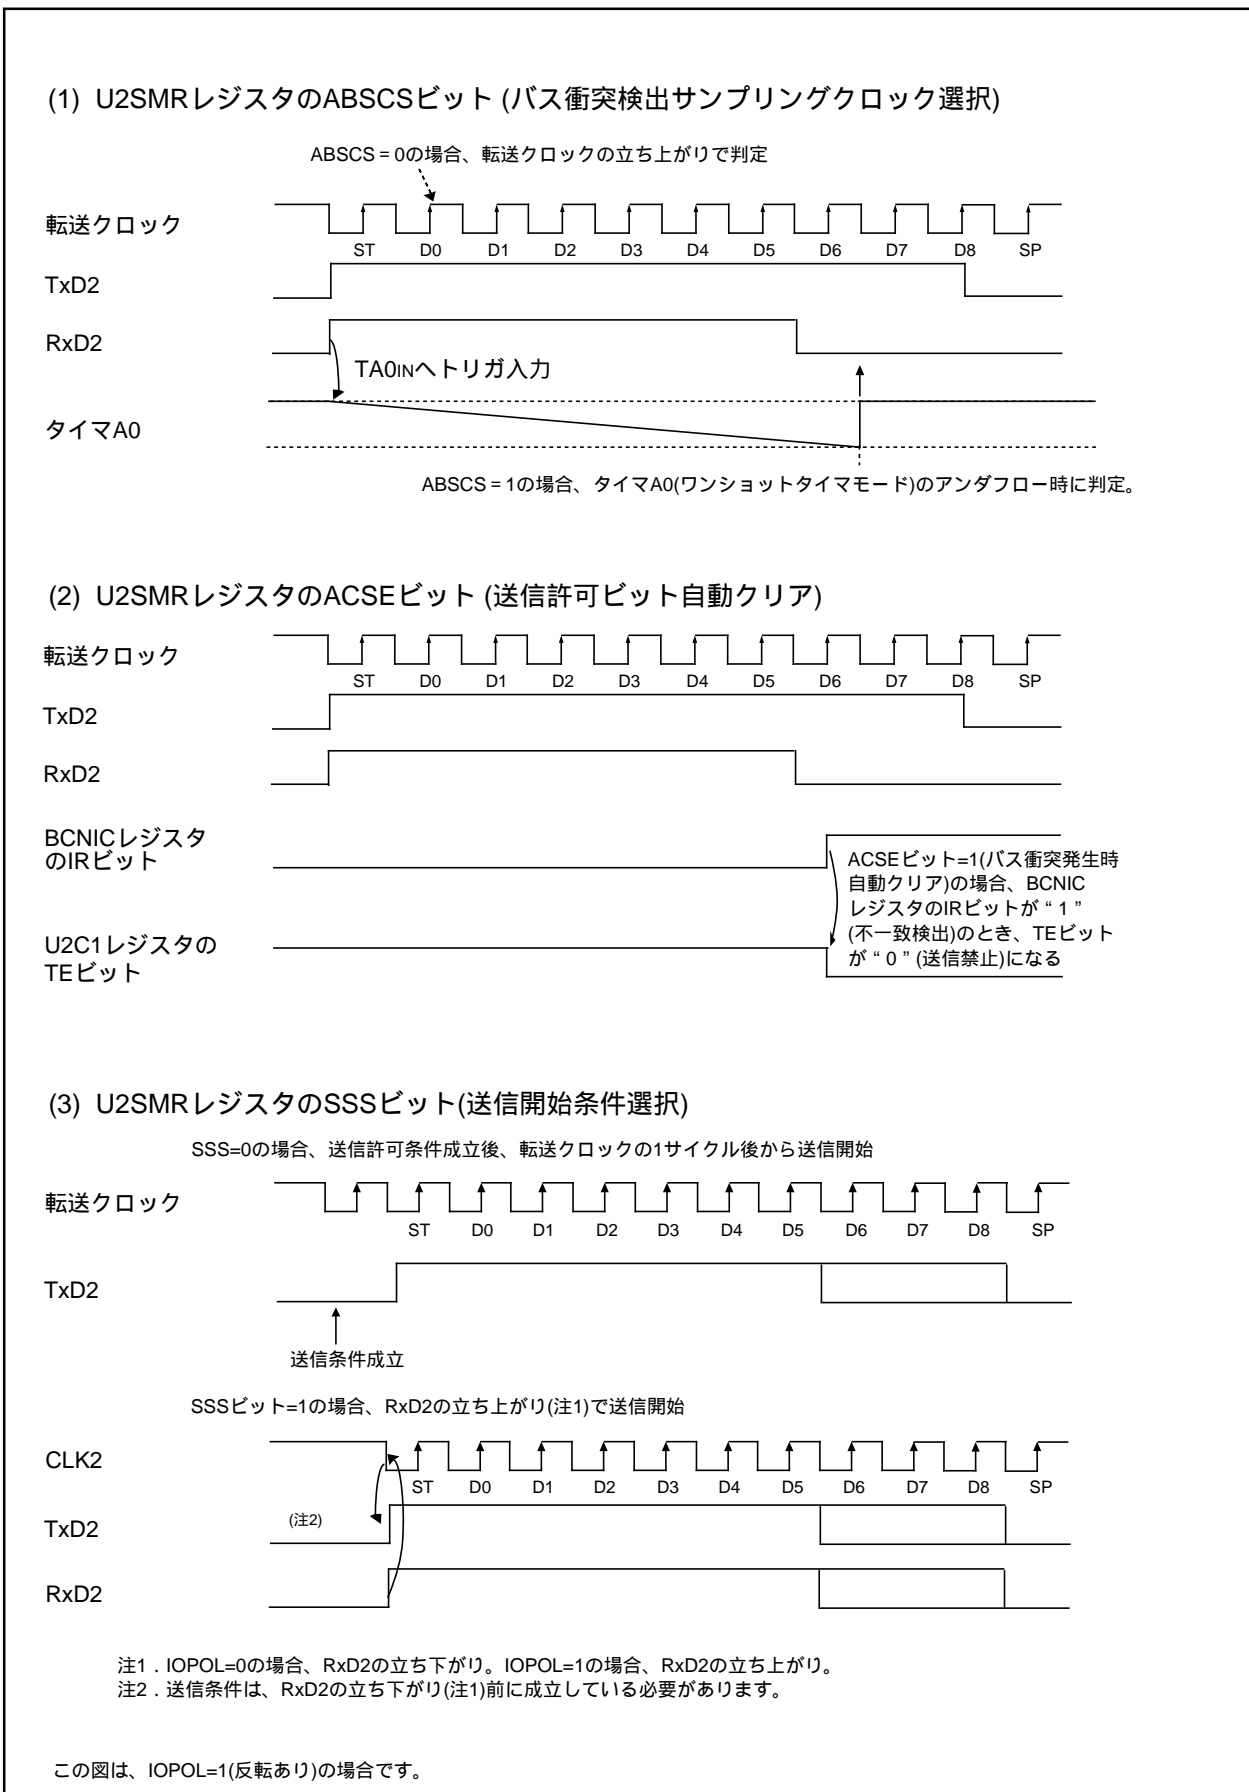 (1) U2SMRレジスタのABSCSビット (バス衝突検出サンプリングクロック選択)
ABSCS = 0の場合、転送クロックの立ち上がりで判定
転送クロック
ST D0 D1 D2 D3 D4 D5 D6 D7 D8 SP
TxD2
RxD2
TA0INへトリガ入力
タイマA0
ABSCS = 1の場合、タイマA0(ワンショットタイマモード)のアンダフロー時に判定。
(2) U2SMRレジスタのACSEビット (送信許可ビット自動クリア)
転送クロック
ST D0 D1 D2 D3 D4 D5 D6 D7 D8 SP
TxD2
RxD2
BCNICレジスタ
のIRビット
ACSEビット=1(バス衝突発生時
自動クリア)の場合、BCNIC
レジスタのIRビットが “ 1 ”
(不一致検出)のとき、TEビット
が “ 0 ” (送信禁止)になる
U2C1レジスタの
TEビット
(3) U2SMRレジスタのSSSビット(送信開始条件選択)
SSS=0の場合、送信許可条件成立後、転送クロックの1サイクル後から送信開始
転送クロック
ST D0 D1 D2 D3 D4 D5 D6 D7 D8 SP
TxD2
送信条件成立
SSSビット=1の場合、RxD2の立ち上がり(注1)で送信開始
CLK2
ST D0 D1 D2 D3 D4 D5 D6 D7 D8 SP
(注2)
TxD2
RxD2
注1．IOPOL=0の場合、RxD2の立ち下がり。IOPOL=1の場合、RxD2の立ち上がり。
注2．送信条件は、RxD2の立ち下がり(注1)前に成立している必要があります。
この図は、IOPOL=1(反転あり)の場合です。